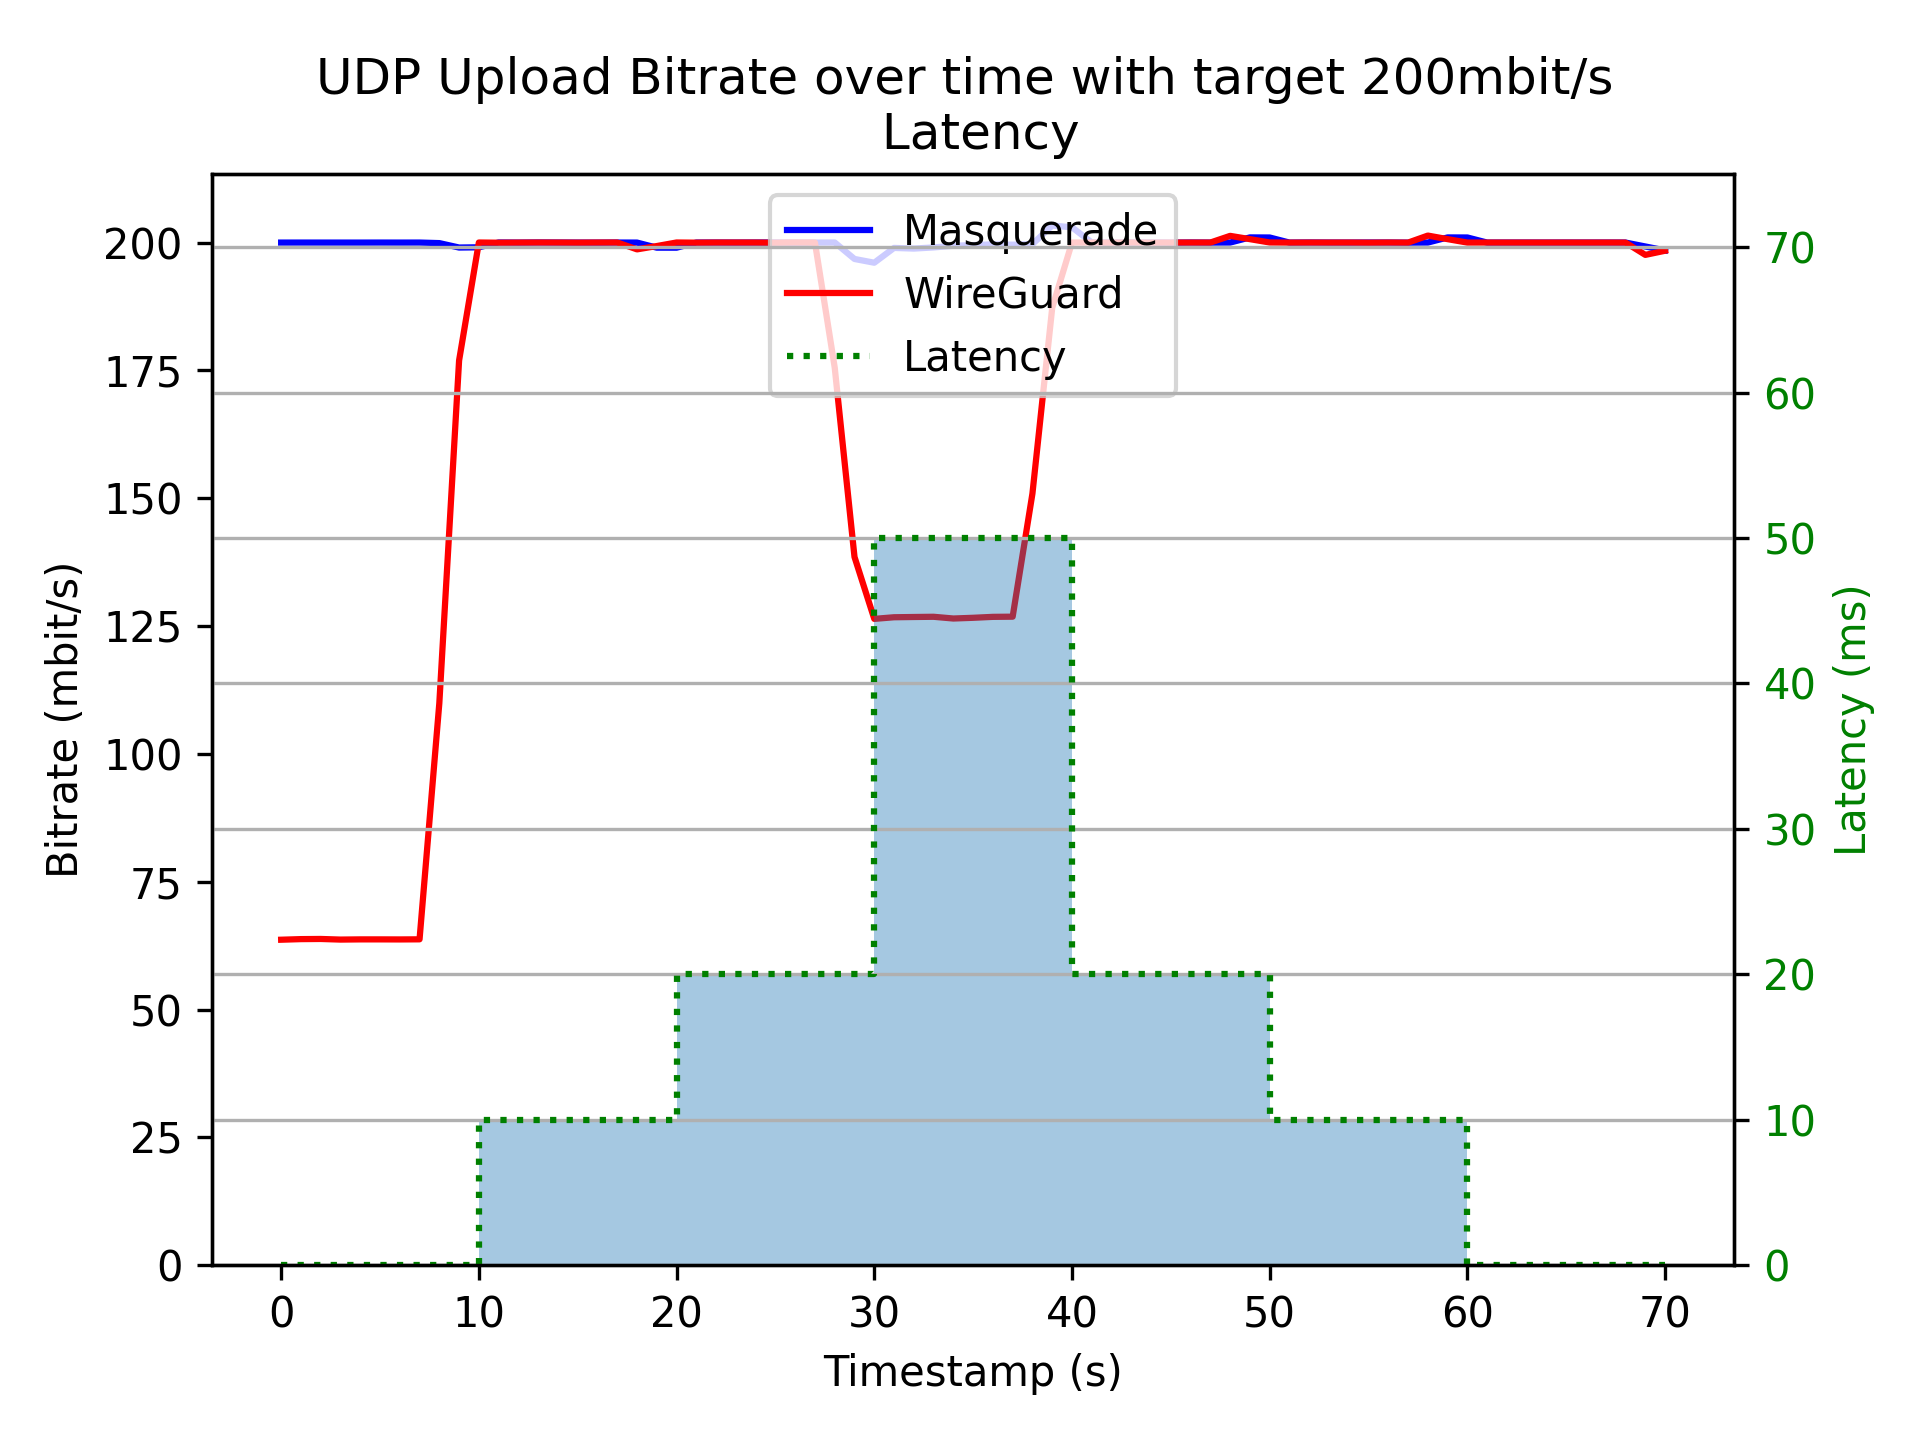 UDP Upload Bitrate over time with target 200mbit/s
Latency
Masquerade
WireGuard
Latency
200
175
150
125
100
75
50
25
0
Bitrate (mbit/s)
70
60
50
40
30
20
10
0
Latency (ms)
0 10 20 30 40 50 60 70
Timestamp (s)